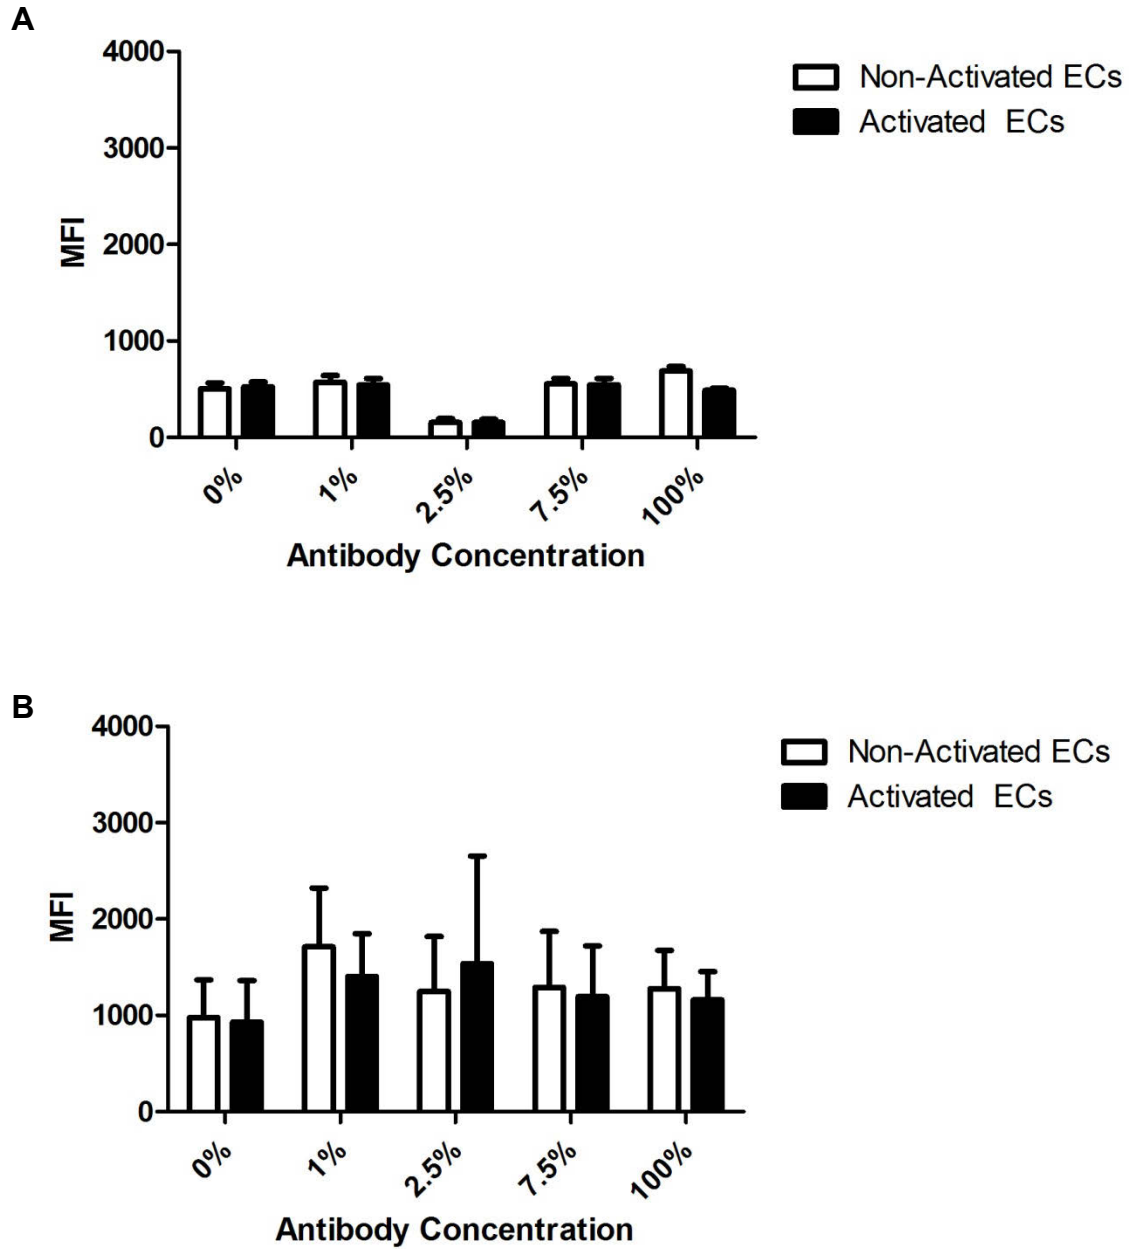 A
4000
3000
2000
1000
0
MFI
0%
1%
2.5%
7.5%
100%
Antibody Concentration
Non-Activated ECs
Activated  ECs
B
4000
3000
2000
1000
0
MFI
0%
1%
2.5%
7.5%
100%
Antibody Concentration
Non-Activated ECs
Activated  ECs